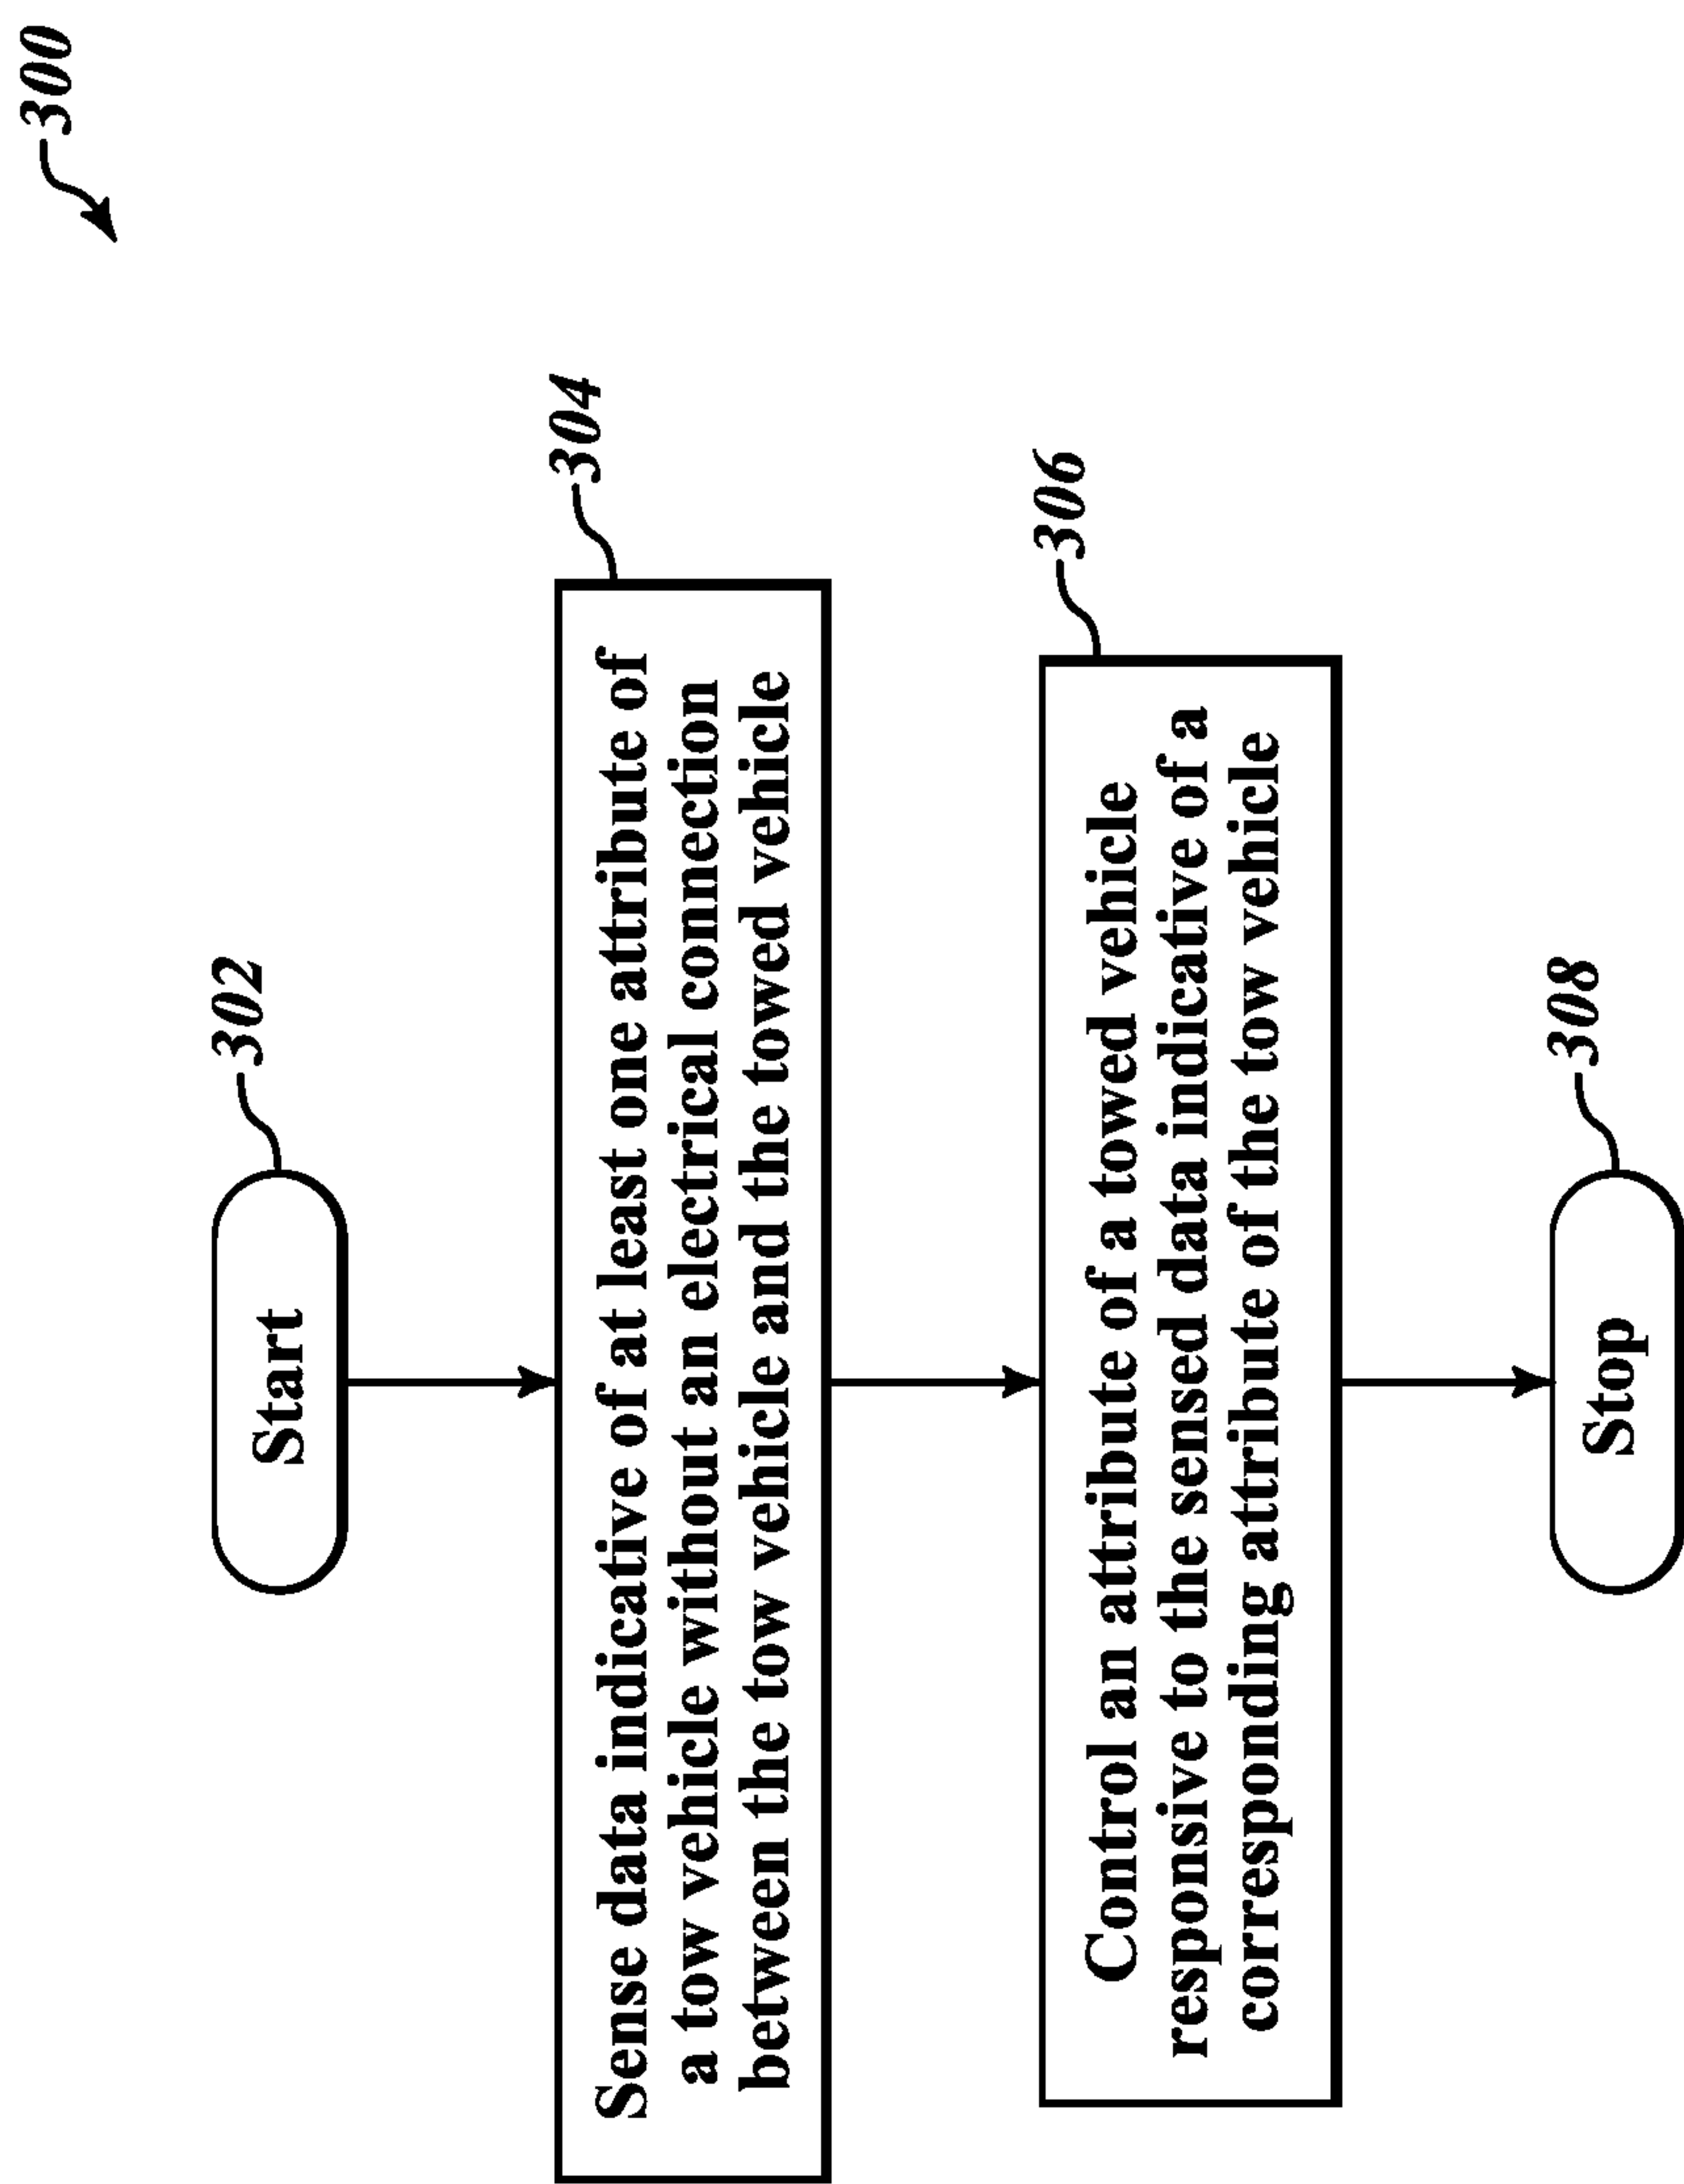 300
302
Start
304
Sense data indicative of at least one attribute of
a tow vehicle without an electrical connection
between the tow vehicle and the towed vehicle
306
Control an attribute of a towed vehicle
responsive to the sensed data indicative of a
corresponding attribute of the tow vehicle
308
Stop